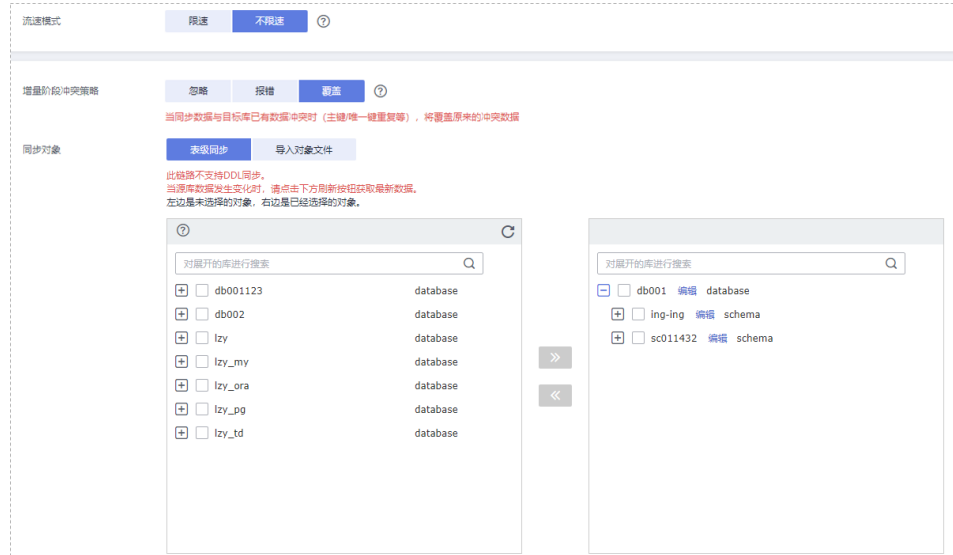 流速模式 限速 不限速 ?
增量阶段冲突策略 忽略 报错 覆盖 ?
当同步数据与目标库已有数据冲突时（主键/唯一键重复等），将覆盖原来的冲突数据
同步对象 表级同步 导入对象文件
此链路不支持DDL同步。
当源库数据发生变化时，请点击下方刷新按钮获取最新数据。
左边是未选择的对象，右边是已经选择的对象。
?
对展开的库进行搜索
db001123 database
db002 database
lzy database
lzy_my database
lzy_ora database
lzy_pg database
lzy_td database
对展开的库进行搜索
db001 编辑 database
ing-ing 编辑 schema
sc011432 编辑 schema